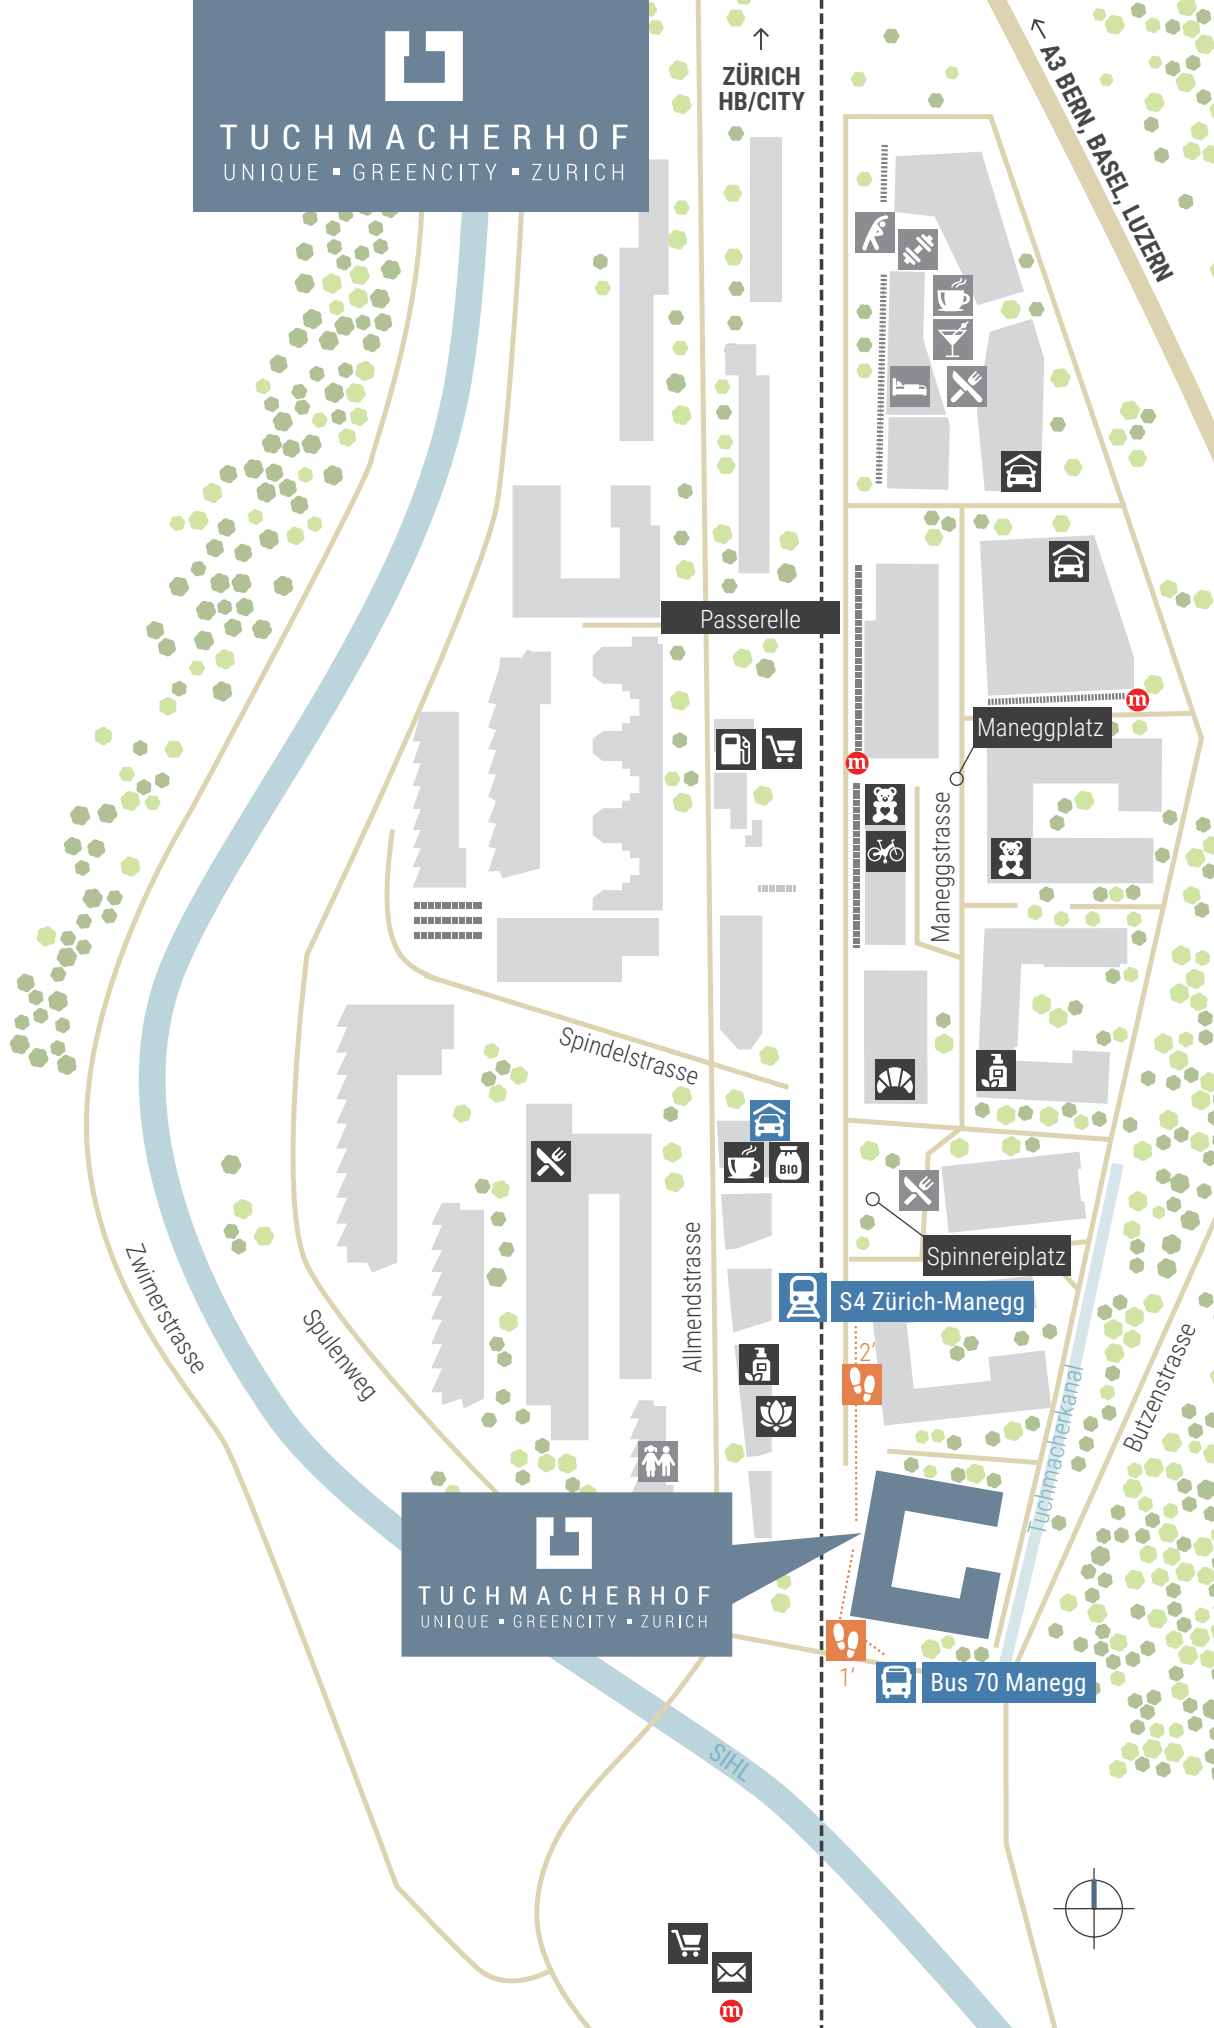 TUCHMACHERHOF
UNIQUE ▪ GREENCITY ▪ ZURICH
ZÜRICH
HB/CITY
A3 BERN, BASEL, LUZERN
Passerelle
m
Maneggplatz
m
Maneggstrasse
Spindelstrasse
BIO
Zwirnerstrasse
Spulenweg
Allmendstrasse
Spinnereiplatz
S4 Zürich-Manegg
2'
Butzenstrasse
Tuchmacherkanal
TUCHMACHERHOF
UNIQUE ▪ GREENCITY ▪ ZURICH
1'
Bus 70 Manegg
SIHL
m